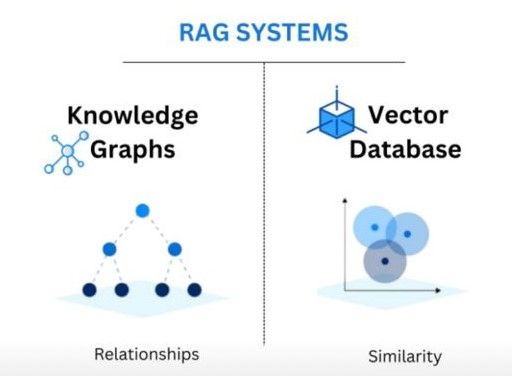 RAG SYSTEMS
Knowledge
Graphs
Relationships
Vector
Database
Similarity